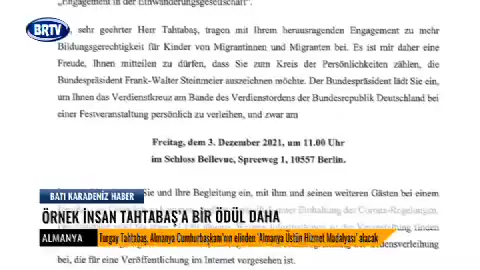 „Engagement in der Einwanderungsgesellschaft“.
BRTV
sehr geehrter Herr Tahtabaş, tragen mit Ihrem herausragenden Engagement zu mehr
Bildungsgerechtigkeit für Kinder von Migrantinnen und Migranten bei. Es ist mir daher eine
Freude, Ihnen mitteilen zu dürfen, dass Sie zum Kreis der Persönlichkeiten zählen, die
Bundespräsident Frank-Walter Steinmeier auszeichnen möchte. Der Bundespräsident lädt Sie ein,
um Ihnen das Verdienstkreuz am Bande des Verdienstordens der Bundesrepublik Deutschland bei
einer Festveranstaltung persönlich zu verleihen, und zwar am
Freitag, dem 3. Dezember 2021, um 11.00 Uhr
im Schloss Bellevue, Spreeweg 1, 10557 Berlin.
BATI KARADENİZ HABER
Sie und Ihre Begleitung ein, mit ihm und seinen weiteren Gästen bei einem
ÖRNEK İNSAN TAHTABAŞ'A BİR ÖDÜL DAHA
Einhaltung der Corona-Regelungen.
ALMANYA
Turgay Tahtabaş, Almanya Cumhurbaşkanı'nın elinden 'Almanya Üstün Hizmet Madalyası' alacak
bei, die für eine Veröffentlichung im Internet vorgesehen ist.